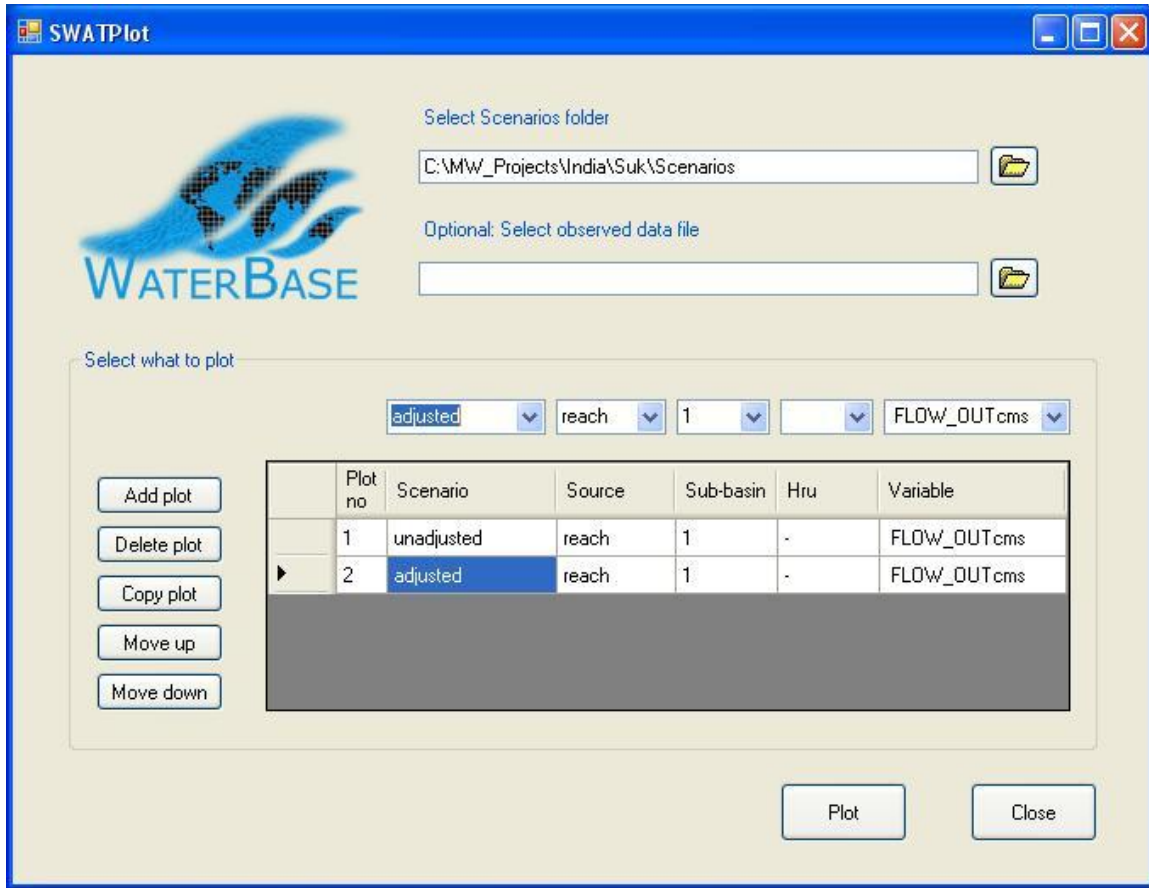 SWATPlot
Select Scenarios folder
C:\MW_Projects\India\Suk\Scenarios
Optional: Select observed data file
WATERBASE
Select what to plot
adjusted reach 1 FLOW_OUTcms
Plot no Scenario Source Sub-basin Hru Variable
1 unadjusted reach 1 - FLOW_OUTcms
2 adjusted reach 1 - FLOW_OUTcms
Add plot
Delete plot
Copy plot
Move up
Move down
Plot Close